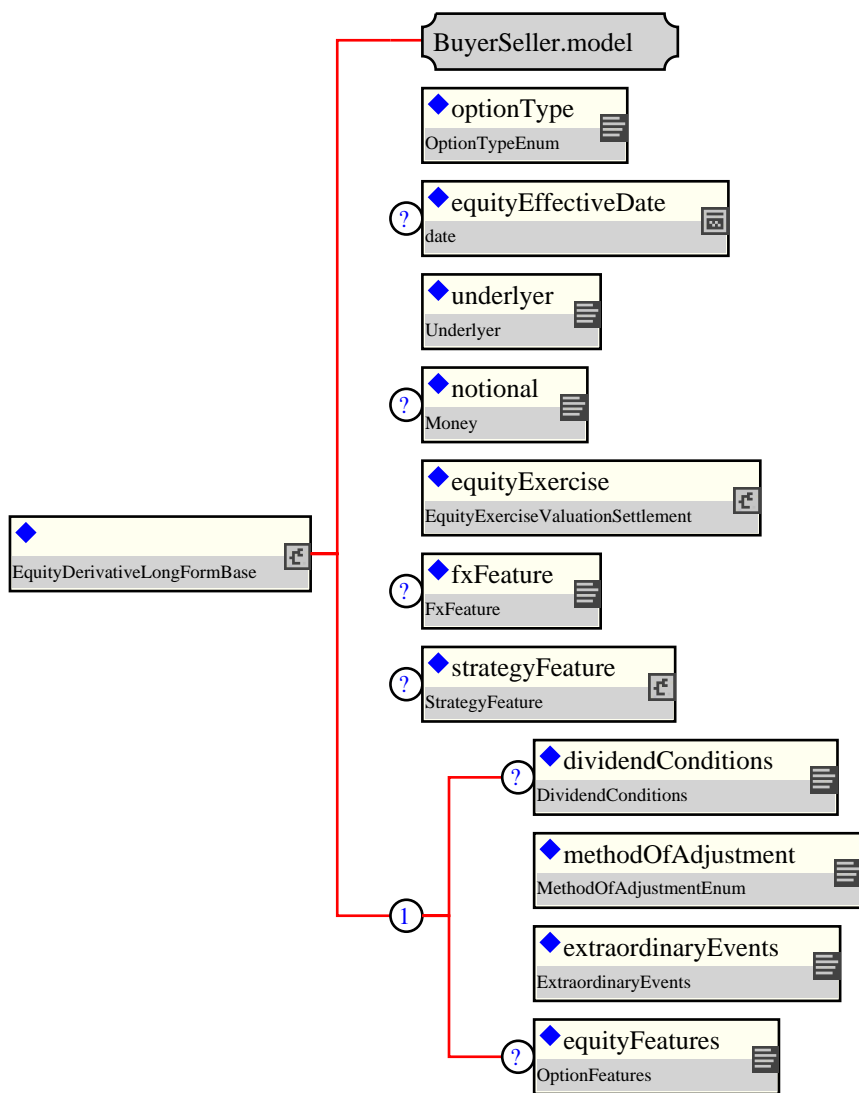 BuyerSeller.model
optionType
OptionTypeEnum
? equityEffectiveDate
date
underlyer
Underlyer
? notional
Money
equityExercise
EquityExerciseValuationSettlement
EquityDerivativeLongFormBase
? fxFeature
FxFeature
? strategyFeature
StrategyFeature
? dividendConditions
DividendConditions
methodOfAdjustment
MethodOfAdjustmentEnum
1
extraordinaryEvents
ExtraordinaryEvents
? equityFeatures
OptionFeatures